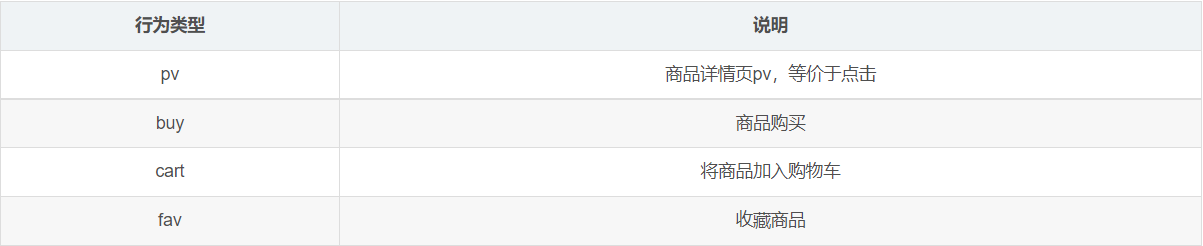 行为类型 说明
pv 商品详情页pv，等价于点击
buy 商品购买
cart 将商品加入购物车
fav 收藏商品